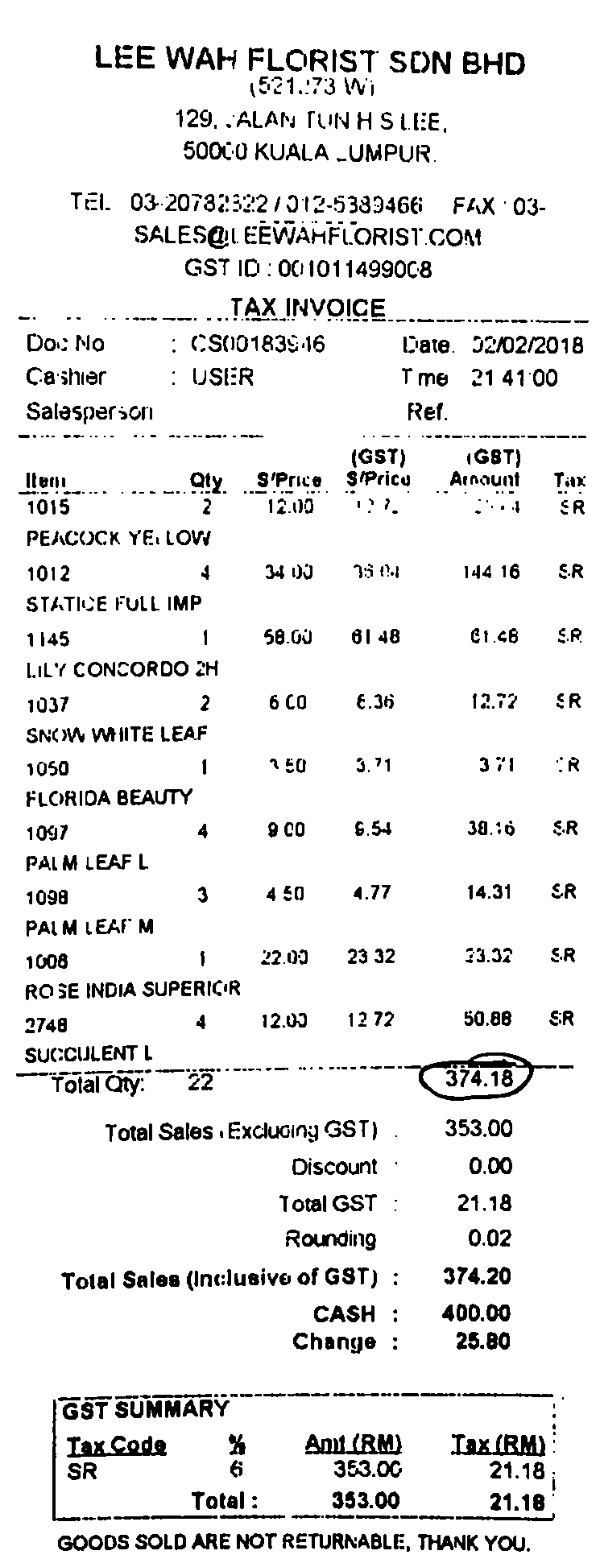 LEE WAH FLORIST SDN BHD
129, JALAN TUN H S LEE,
50000 KUALA LUMPUR.
TEL 03-20782322 / 012-5389466 FAX : 03-
SALES@LEEWAHFLORIST.COM
GST ID : 001011499008
TAX INVOICE
Doc No : CS00183946 Date. 02/02/2018
Cashier : USER Time 21:41:00
Salesperson Ref.
(GST) (GST)
Item Qty S/Price S/Price Amount Tax
1015 2 12.00 SR
PEACOCK YELLOW
1012 4 34.00 36.04 144.16 SR
STATICE FULL IMP
1145 1 58.00 61.48 61.48 SR
LILY CONCORDO 2H
1037 2 6.00 6.36 12.72 SR
SNOW WHITE LEAF
1050 1 3.50 3.71 3.71 SR
FLORIDA BEAUTY
1097 4 9.00 9.54 38.16 SR
PALM LEAF L
1098 3 4.50 4.77 14.31 SR
PALM LEAF M
1008 1 22.00 23.32 23.32 SR
ROSE INDIA SUPERIOR
2748 4 12.00 12.72 50.88 SR
SUCCULENT L
Total Qty: 22 374.18
Total Sales (Excluding GST) : 353.00
Discount : 0.00
Total GST : 21.18
Rounding 0.02
Total Sales (Inclusive of GST) : 374.20
CASH : 400.00
Change : 25.80
GST SUMMARY
Tax Code % Amt (RM) Tax (RM)
SR 6 353.00 21.18
Total : 353.00 21.18
GOODS SOLD ARE NOT RETURNABLE, THANK YOU.